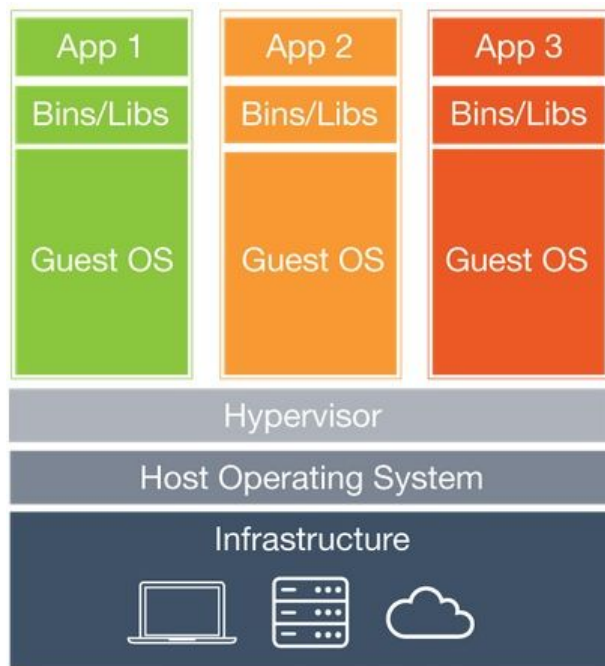 App 1
App 2
App 3
Bins/Libs
Bins/Libs
Bins/Libs
Guest OS
Guest OS
Guest OS
Hypervisor
Host Operating System
Infrastructure